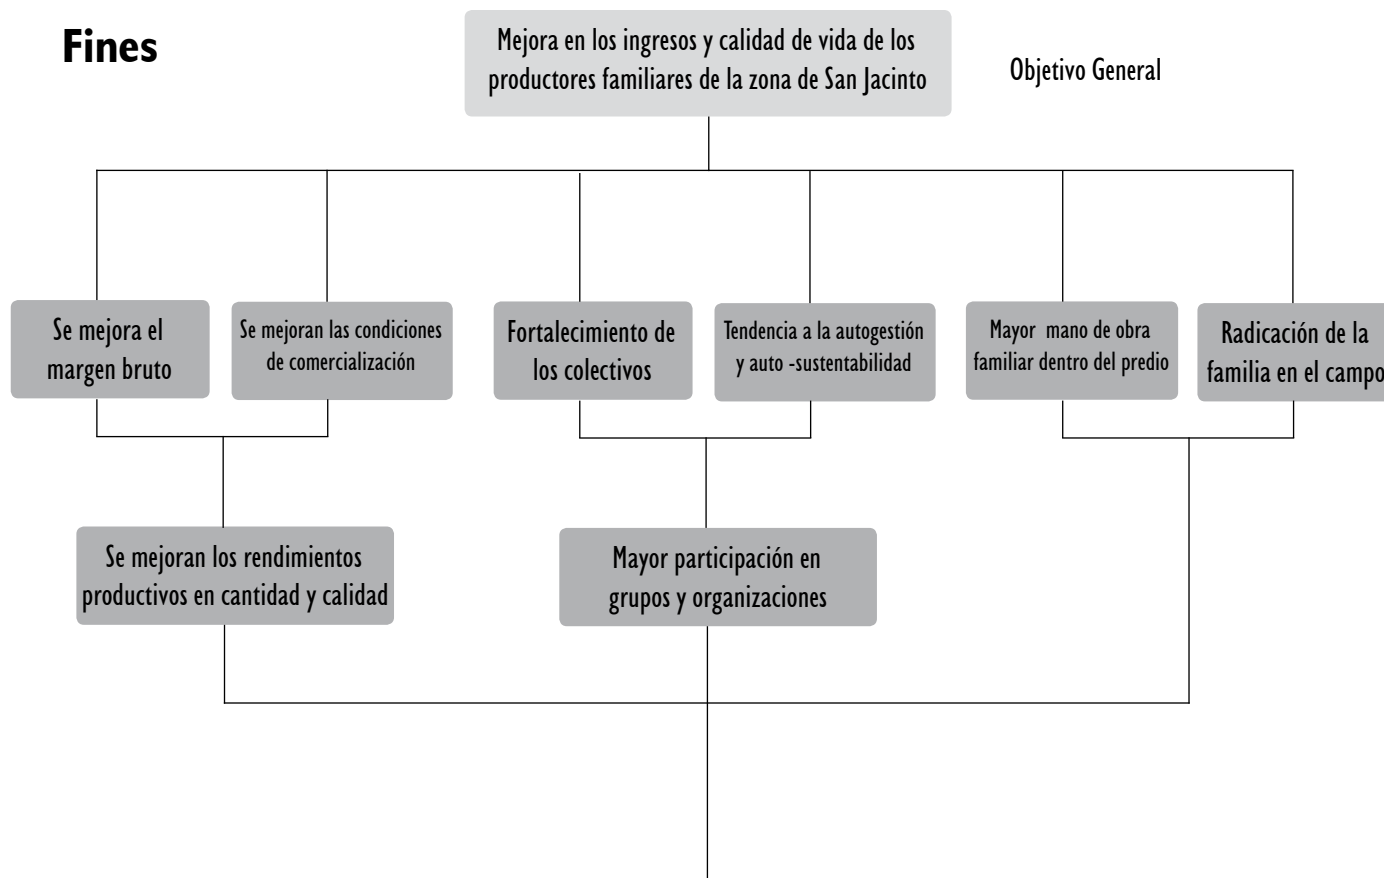 Fines
Mejora en los ingresos y calidad de vida de los
productores familiares de la zona de San Jacinto
Objetivo General
Se mejora el
margen bruto
Se mejoran las condiciones
de comercialización
Fortalecimiento de
los colectivos
Tendencia a la autogestión
y auto -sustentabilidad
Mayor  mano de obra
familiar dentro del predio
Radicación de la
familia en el campo
Se mejoran los rendimientos
productivos en cantidad y calidad
Mayor participación en
grupos y organizaciones